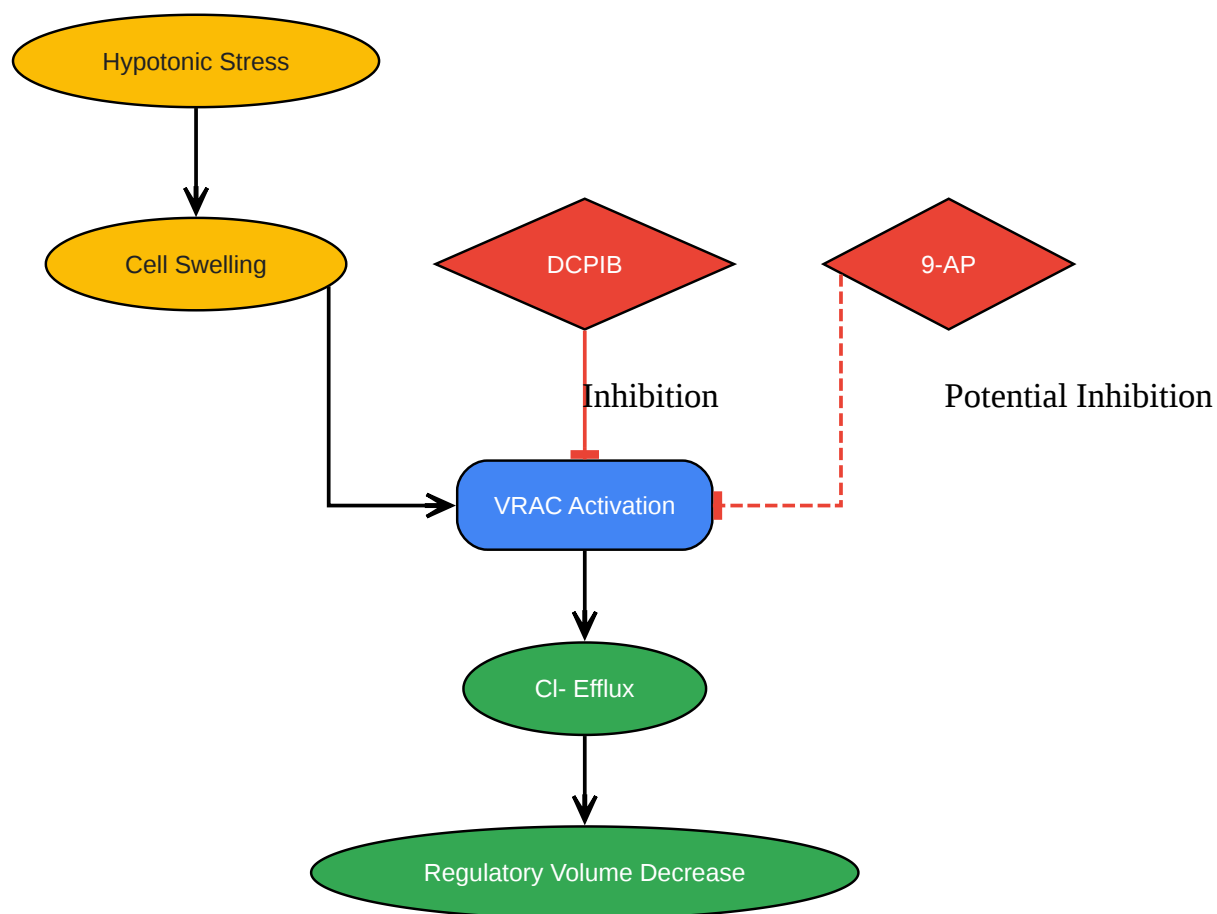 Hypotonic Stress
Cell Swelling
DCPIB
9-AP
Inhibition
Potential Inhibition
VRAC Activation
Cl- Efflux
Regulatory Volume Decrease